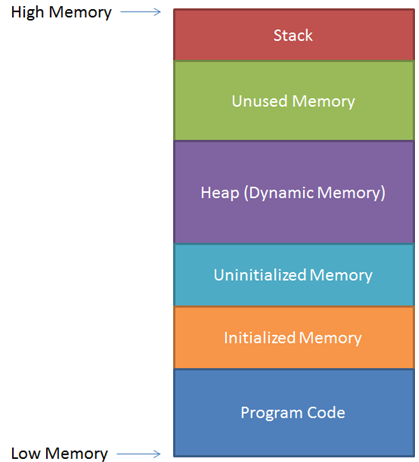 High Memory
Stack
Unused Memory
Heap (Dynamic Memory)
Uninitialized Memory
Initialized Memory
Program Code
Low Memory